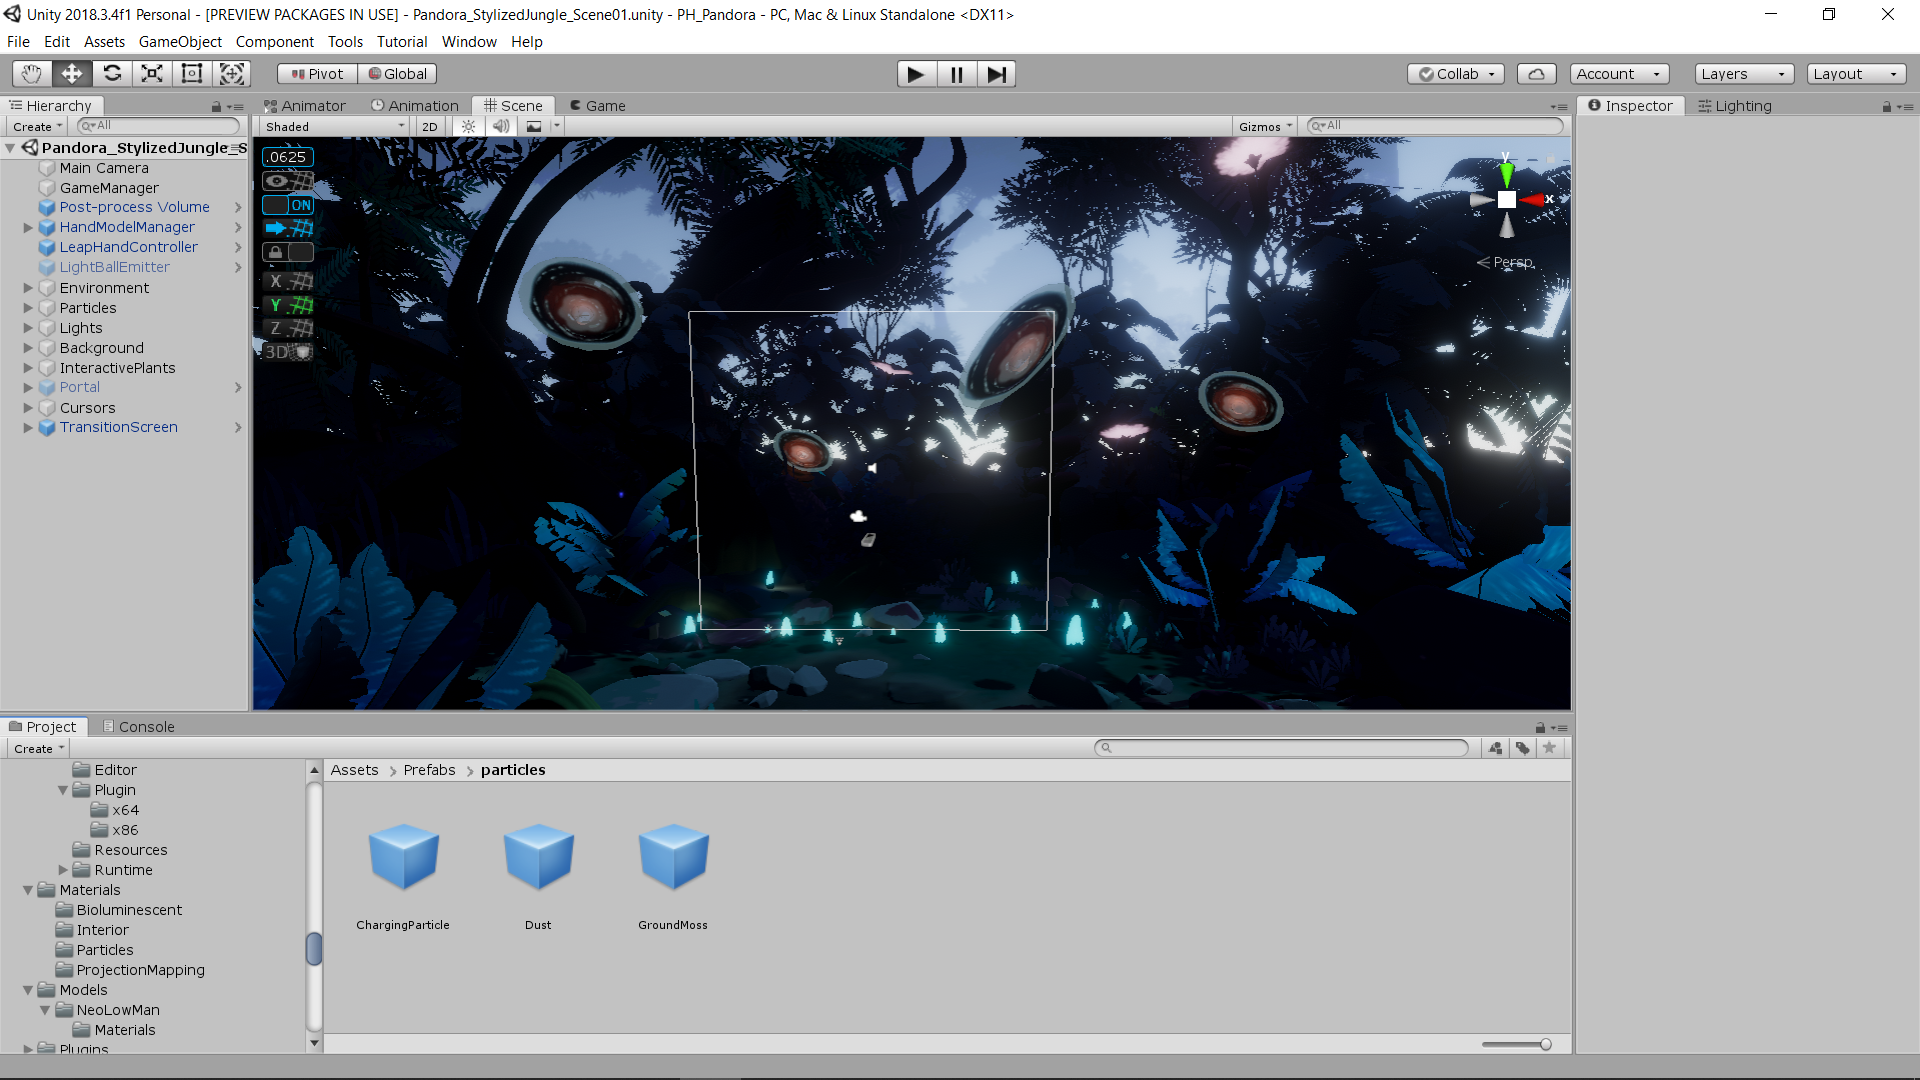 Unity 2018.3.4f1 Personal - [PREVIEW PACKAGES IN USE] - Pandora_StylizedJungle_Scene01.unity - PH_Pandora - PC, Mac & Linux Standalone <DX11>
File Edit Assets GameObject Component Tools Tutorial Window Help
Pivot Global Collab Account Layers Layout
Hierarchy Animator Animation Scene Game Inspector Lighting
Create All Shaded 2D Gizmos All
Pandora_StylizedJungle_S
Main Camera
GameManager
Post-process Volume
HandModelManager
LeapHandController
LightBallEmitter
Environment
Particles
Lights
Background
InteractivePlants
Portal
Cursors
TransitionScreen
.0625
ON
X
Y
Z
3D
y
x
Persp
Project Console
Create
Editor
Plugin
x64
x86
Resources
Runtime
Materials
Bioluminescent
Interior
Particles
ProjectionMapping
Models
NeoLowMan
Materials
Plugins
Assets Prefabs particles
ChargingParticle Dust GroundMoss